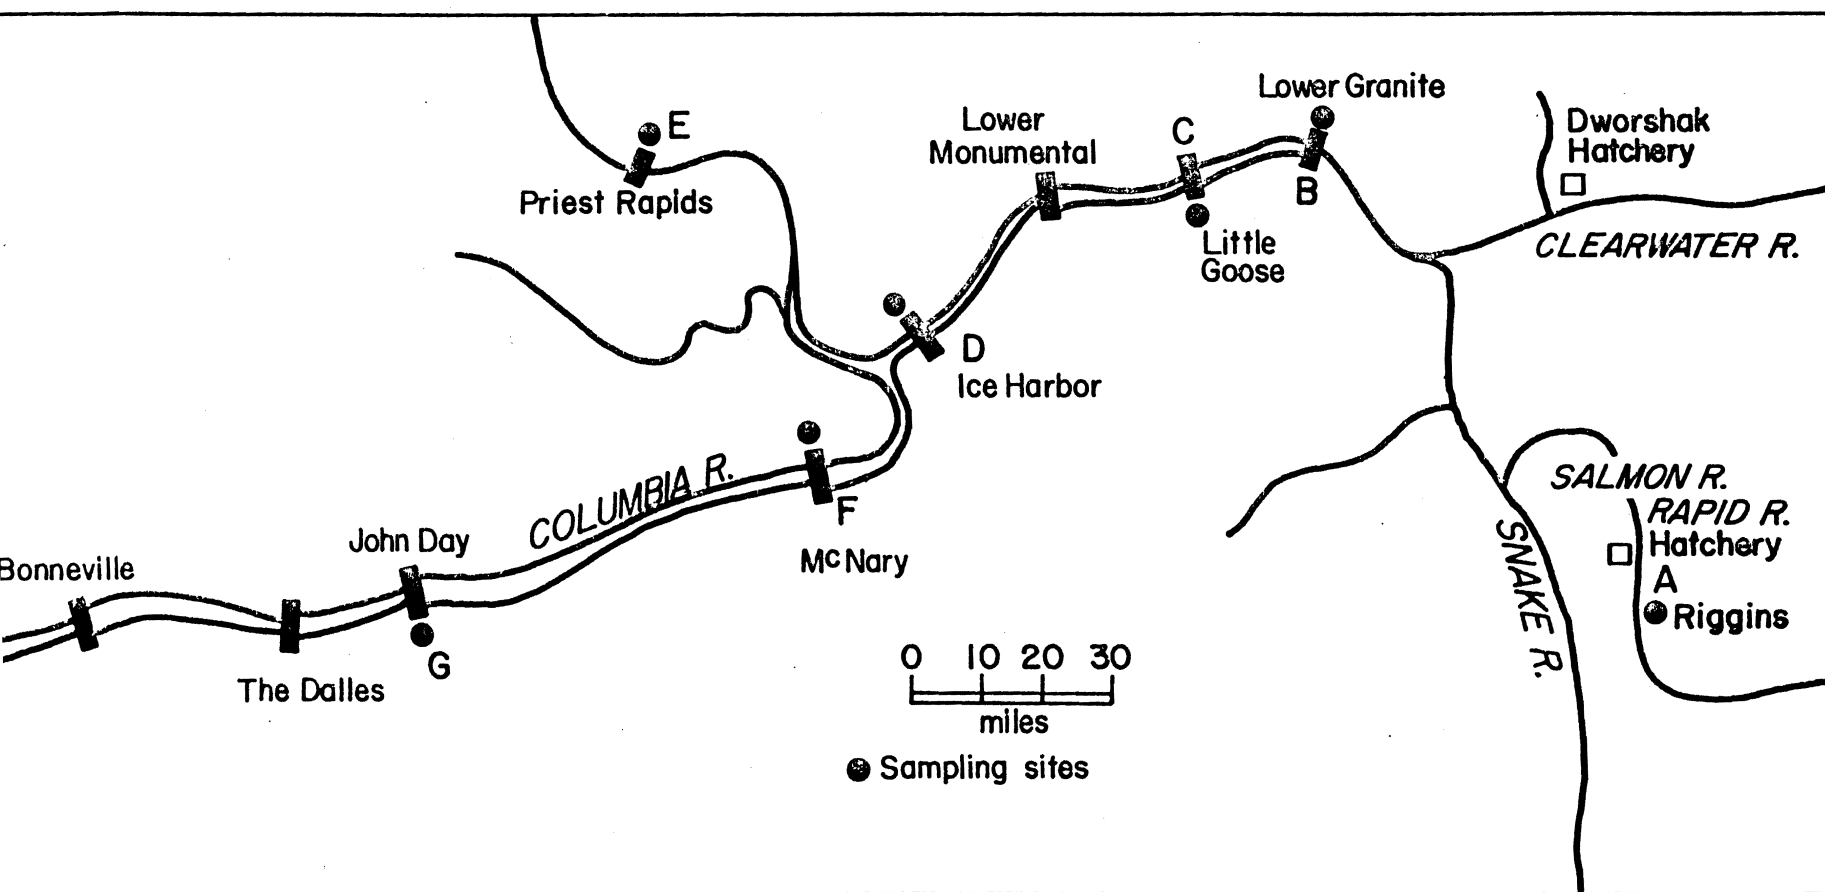 Lower Granite
E
Lower
Monumental
C
Dworshak
Hatchery
Priest Rapids
B
Little
Goose
CLEARWATER R.
D
Ice Harbor
COLUMBIA R.
F
McNary
SALMON R.
RAPID R.
Hatchery
A
Riggins
SNAKE R.
John Day
Bonneville
G
The Dalles
0 10 20 30
miles
Sampling sites